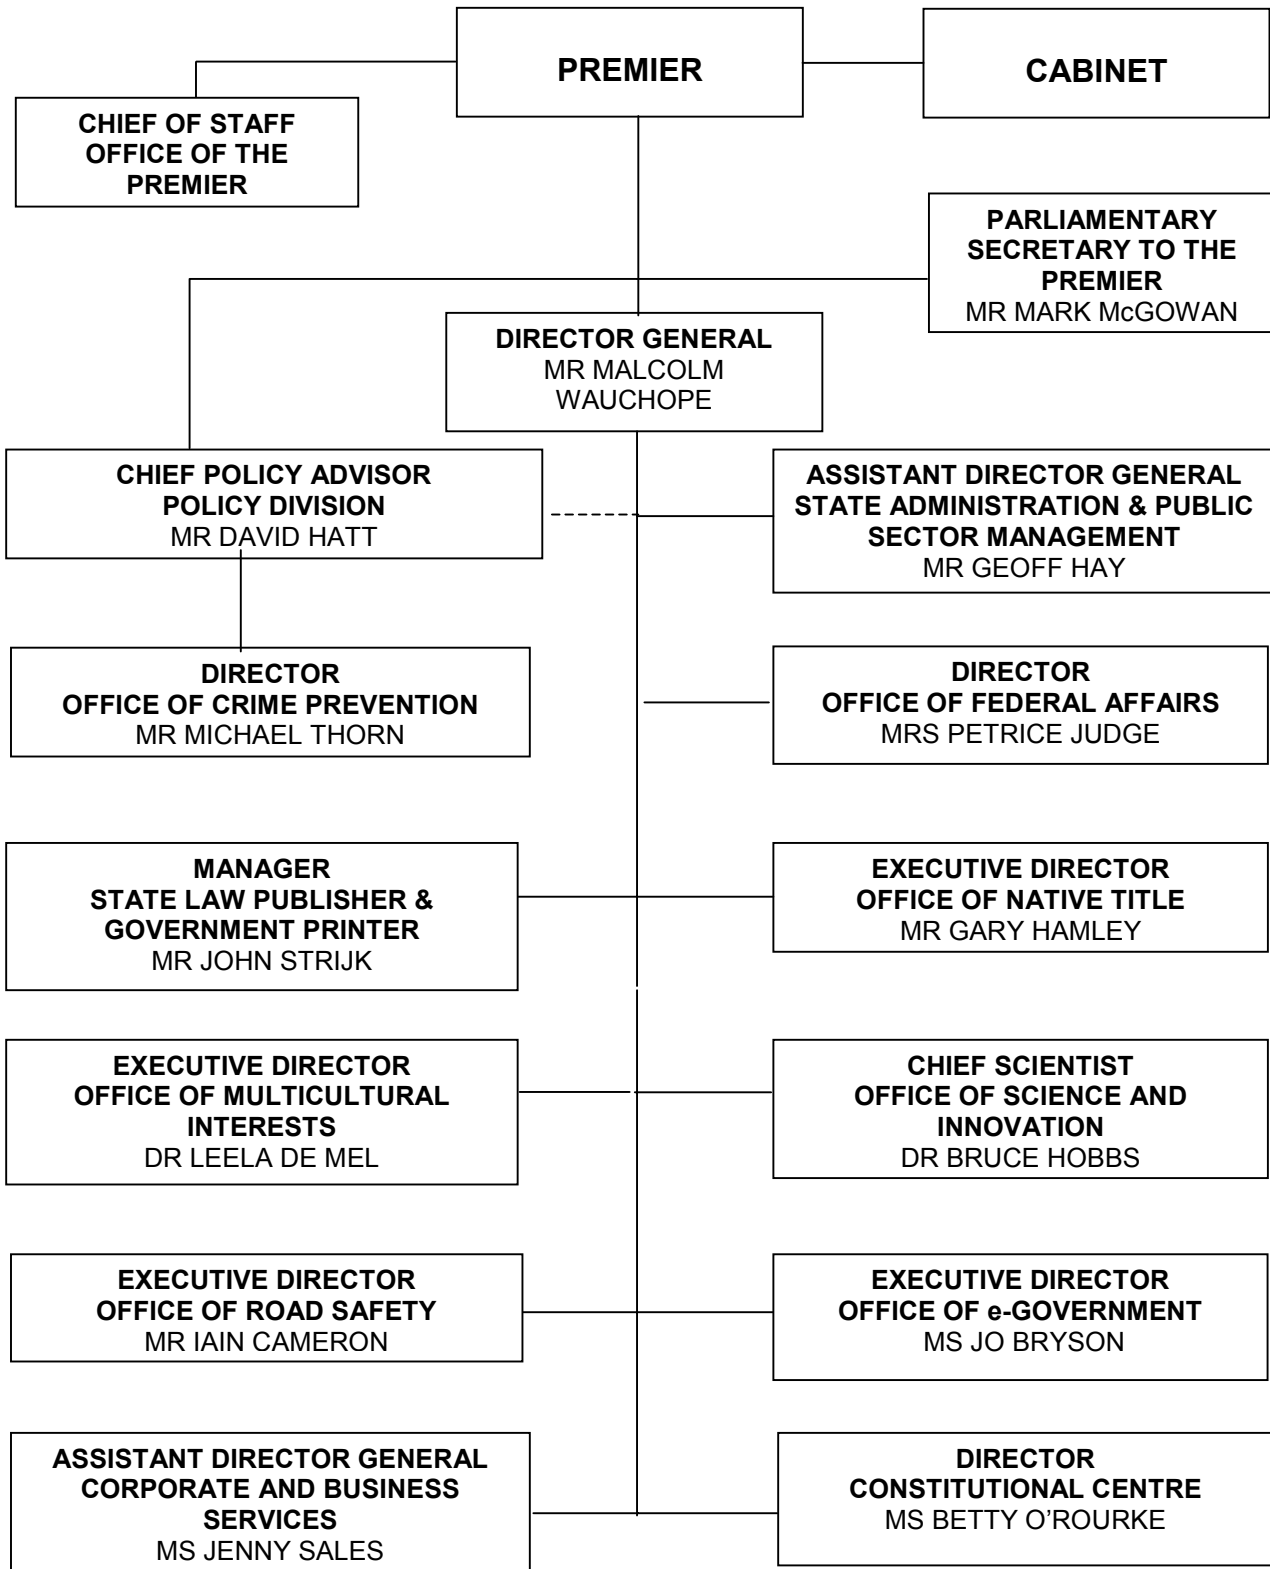 PREMIER
CABINET
CHIEF OF STAFF
OFFICE OF THE
PREMIER
PARLIAMENTARY
SECRETARY TO THE
PREMIER
MR MARK McGOWAN
DIRECTOR GENERAL
MR MALCOLM
WAUCHOPE
CHIEF POLICY ADVISOR
POLICY DIVISION
MR DAVID HATT
ASSISTANT DIRECTOR GENERAL
STATE ADMINISTRATION & PUBLIC
SECTOR MANAGEMENT
MR GEOFF HAY
DIRECTOR
OFFICE OF CRIME PREVENTION
MR MICHAEL THORN
DIRECTOR
OFFICE OF FEDERAL AFFAIRS
MRS PETRICE JUDGE
MANAGER
STATE LAW PUBLISHER &
GOVERNMENT PRINTER
MR JOHN STRIJK
EXECUTIVE DIRECTOR
OFFICE OF NATIVE TITLE
MR GARY HAMLEY
EXECUTIVE DIRECTOR
OFFICE OF MULTICULTURAL
INTERESTS
DR LEELA DE MEL
CHIEF SCIENTIST
OFFICE OF SCIENCE AND
INNOVATION
DR BRUCE HOBBS
EXECUTIVE DIRECTOR
OFFICE OF ROAD SAFETY
MR IAIN CAMERON
EXECUTIVE DIRECTOR
OFFICE OF e-GOVERNMENT
MS JO BRYSON
ASSISTANT DIRECTOR GENERAL
CORPORATE AND BUSINESS
SERVICES
MS JENNY SALES
DIRECTOR
CONSTITUTIONAL CENTRE
MS BETTY O’ROURKE